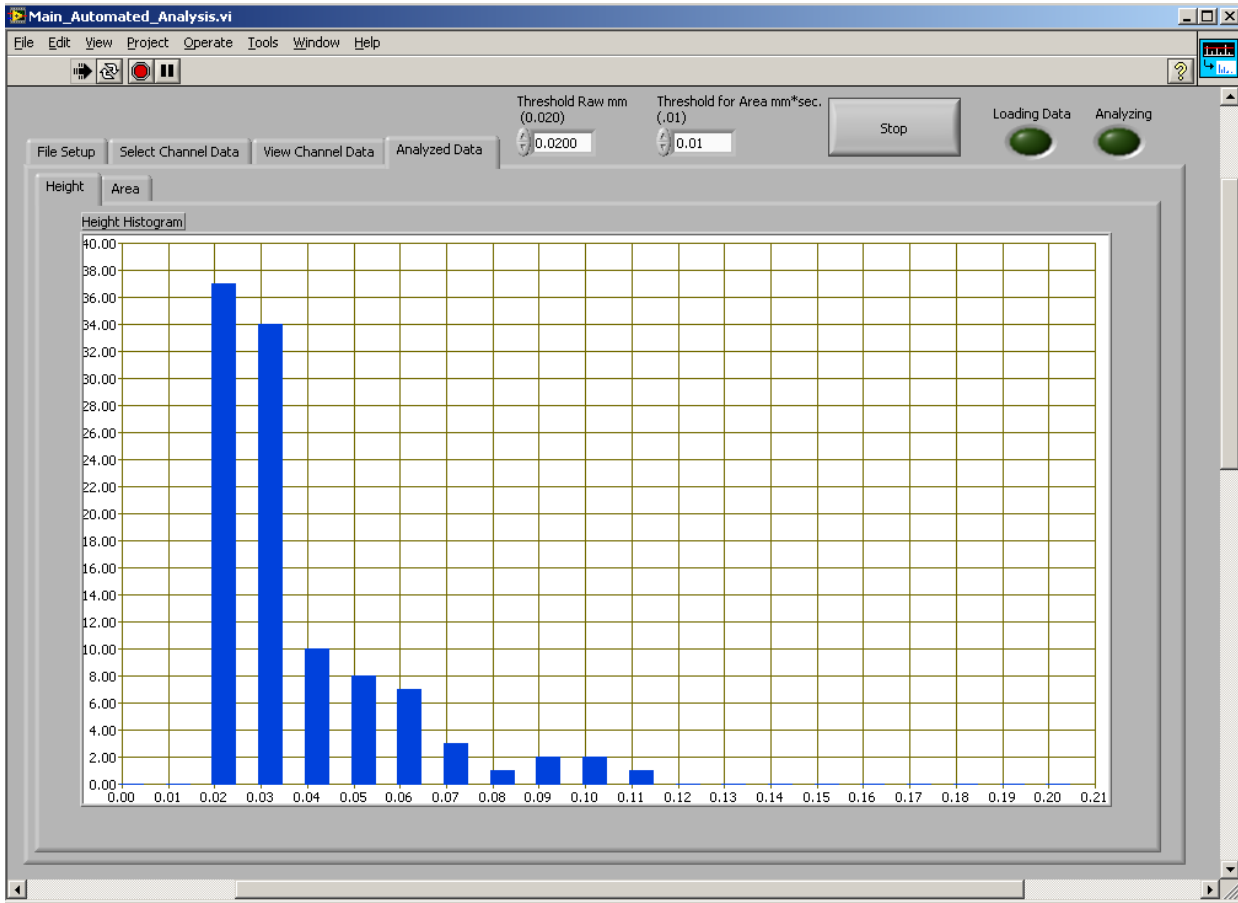 Main_Automated_Analysis.vi
File Edit View Project Operate Tools Window Help
Threshold Raw mm
(0.020)
0.0200
Threshold for Area mm*sec.
(.01)
0.01
Stop
Loading Data
Analyzing
File Setup
Select Channel Data
View Channel Data
Analyzed Data
Height
Area
Height Histogram
40.00
38.00
36.00
34.00
32.00
30.00
28.00
26.00
24.00
22.00
20.00
18.00
16.00
14.00
12.00
10.00
8.00
6.00
4.00
2.00
0.00
0.00 0.01 0.02 0.03 0.04 0.05 0.06 0.07 0.08 0.09 0.10 0.11 0.12 0.13 0.14 0.15 0.16 0.17 0.18 0.19 0.20 0.21